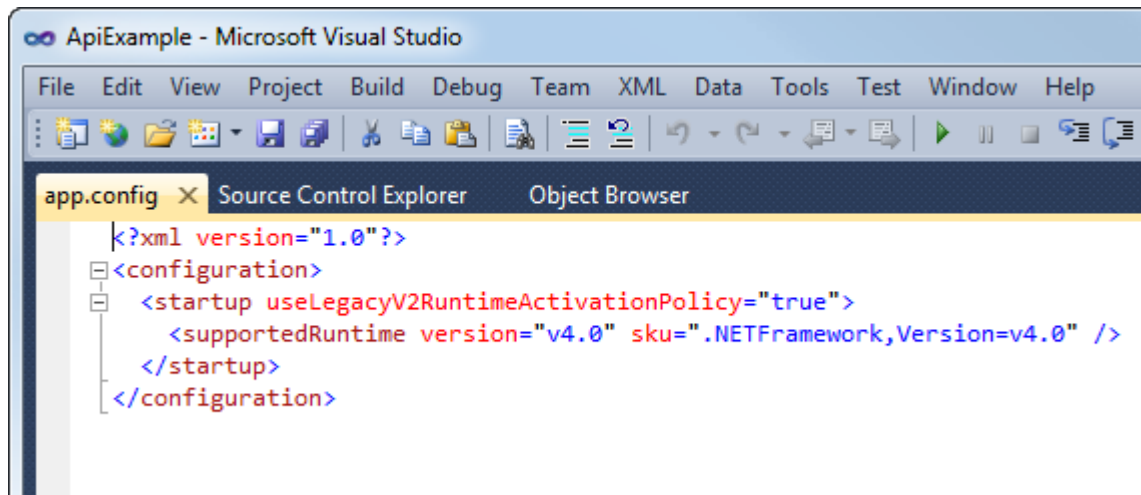 ApiExample - Microsoft Visual Studio
File Edit View Project Build Debug Team XML Data Tools Test Window Help
app.config Source Control Explorer Object Browser
<?xml version="1.0"?>
<configuration>
<startup useLegacyV2RuntimeActivationPolicy="true">
<supportedRuntime version="v4.0" sku=".NETFramework,Version=v4.0" />
</startup>
</configuration>